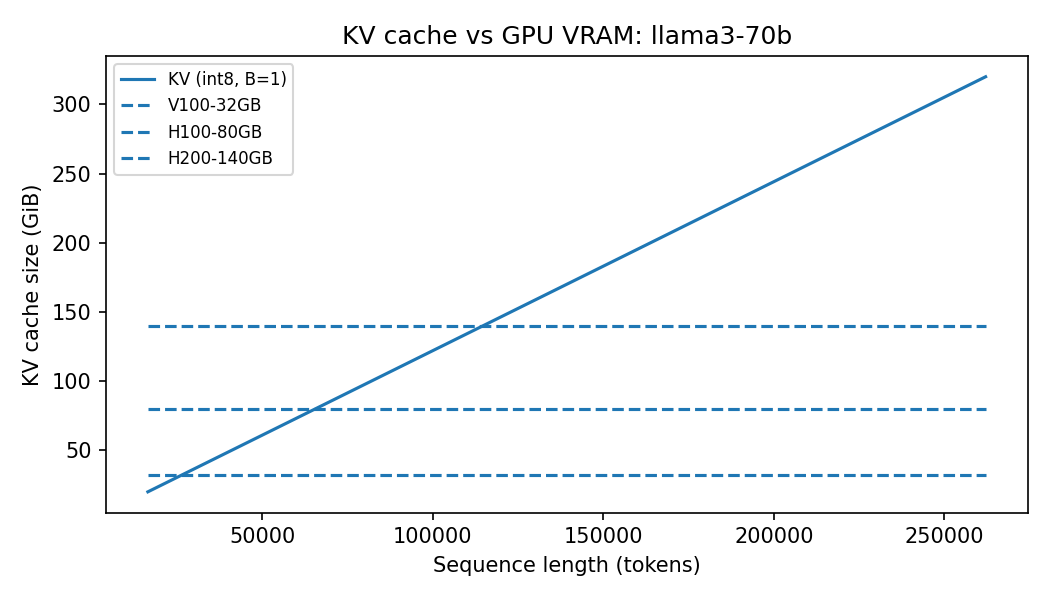 KV cache vs GPU VRAM: llama3-70b
KV (int8, B=1)
V100-32GB
H100-80GB
H200-140GB
KV cache size (GiB)
300
250
200
150
100
50
50000
100000
150000
200000
250000
Sequence length (tokens)